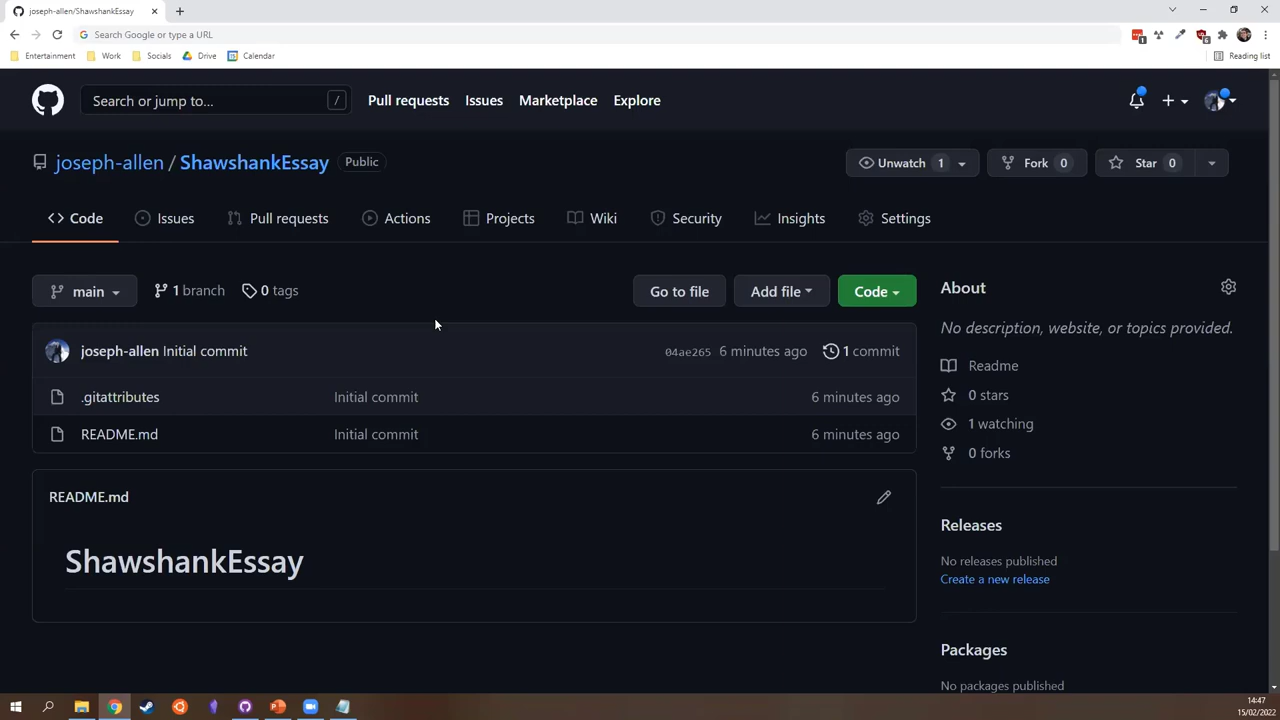 joseph-allen/ShawshankEssay
Search Google or type a URL
Entertainment Work Socials Drive Calendar Reading list
Search or jump to... / Pull requests Issues Marketplace Explore
joseph-allen / ShawshankEssay Public Unwatch 1 Fork 0 Star 0
Code Issues Pull requests Actions Projects Wiki Security Insights Settings
main 1 branch 0 tags Go to file Add file Code
joseph-allen Initial commit 04ae265 6 minutes ago 1 commit
.gitattributes Initial commit 6 minutes ago
README.md Initial commit 6 minutes ago
README.md
ShawshankEssay
About
No description, website, or topics provided.
Readme
0 stars
1 watching
0 forks
Releases
No releases published
Create a new release
Packages
No packages published
14:47
15/02/2022